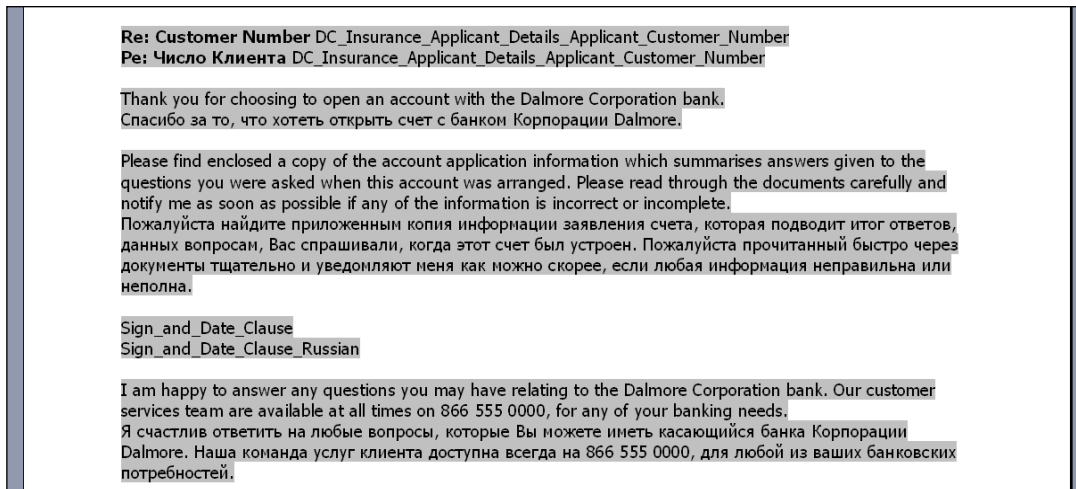 Re: Customer Number DC_Insurance_Applicant_Details_Applicant_Customer_Number
Ре: Число Клиента DC_Insurance_Applicant_Details_Applicant_Customer_Number
Thank you for choosing to open an account with the Dalmore Corporation bank.
Спасибо за то, что хотеть открыть счет с банком Корпорации Dalmore.
Please find enclosed a copy of the account application information which summarises answers given to the
questions you were asked when this account was arranged. Please read through the documents carefully and
notify me as soon as possible if any of the information is incorrect or incomplete.
Пожалуйста найдите приложенным копия информации заявления счета, которая подводит итог ответов,
данных вопросам, Вас спрашивали, когда этот счет был устроен. Пожалуйста прочитанный быстро через
документы тщательно и уведомляют меня как можно скорее, если любая информация неправильна или
неполна.
Sign_and_Date_Clause
Sign_and_Date_Clause_Russian
I am happy to answer any questions you may have relating to the Dalmore Corporation bank. Our customer
services team are available at all times on 866 555 0000, for any of your banking needs.
Я счастлив ответить на любые вопросы, которые Вы можете иметь касающийся банка Корпорации
Dalmore. Наша команда услуг клиента доступна всегда на 866 555 0000, для любой из ваших банковских
потребностей.